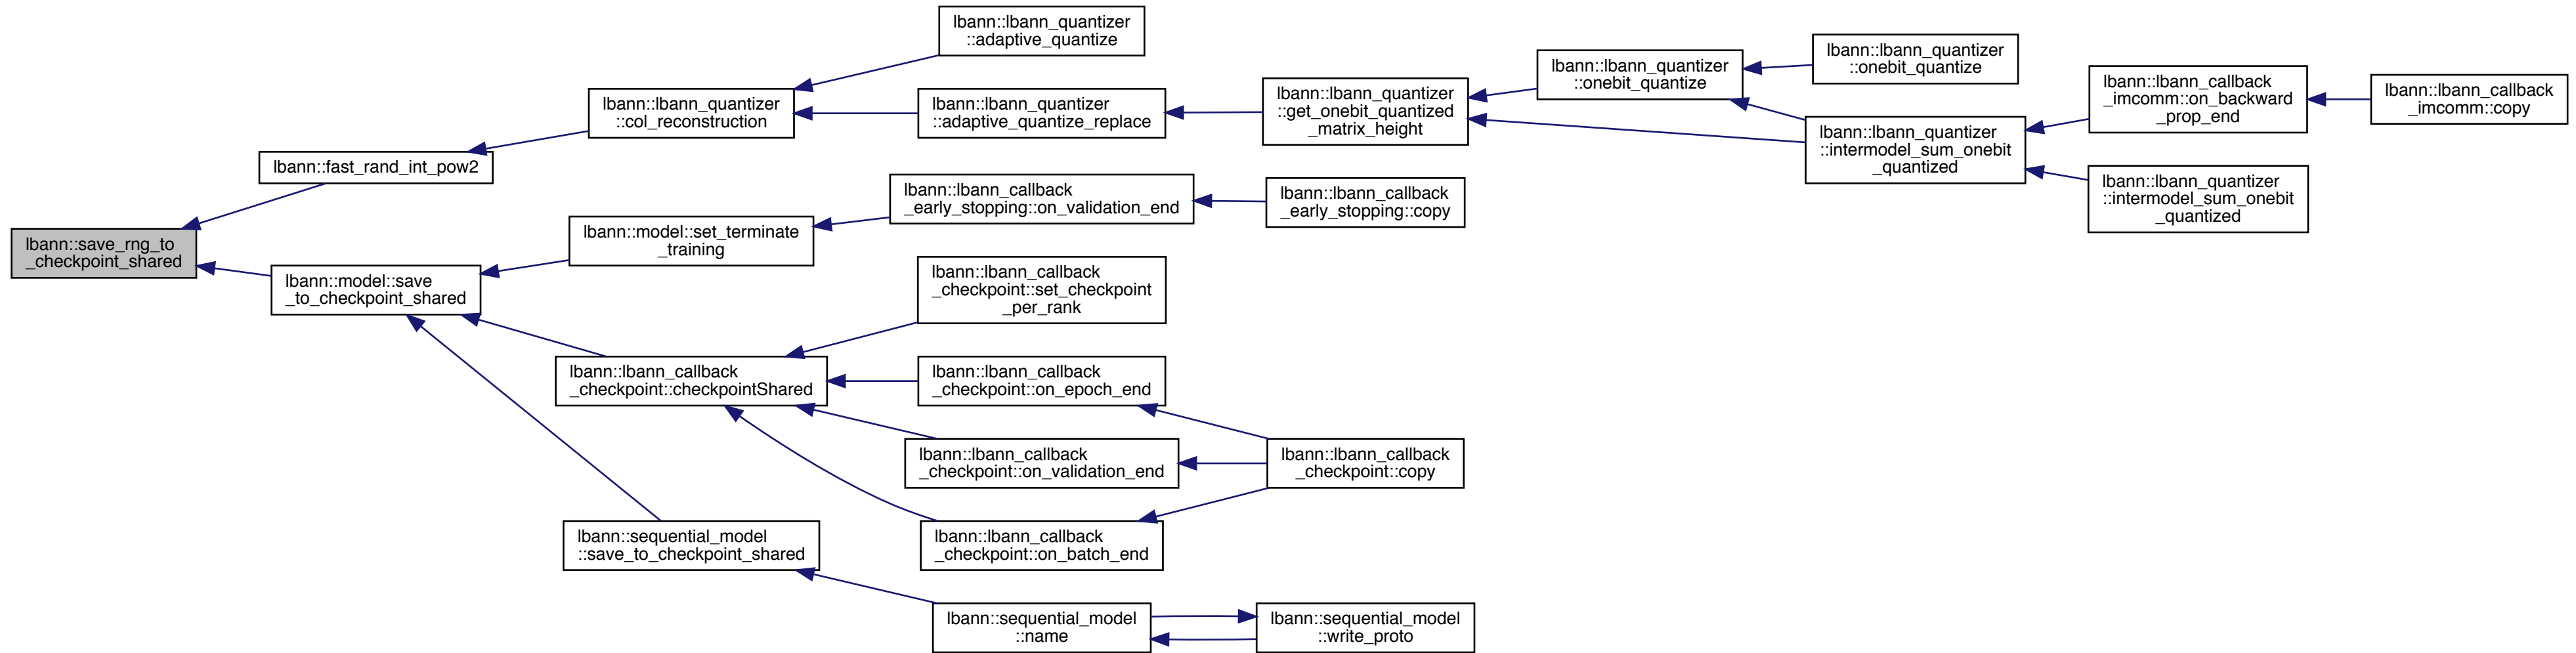 lbann::save_rng_to
_checkpoint_shared
lbann::fast_rand_int_pow2
lbann::lbann_quantizer
::col_reconstruction
lbann::lbann_quantizer
::adaptive_quantize
lbann::lbann_quantizer
::adaptive_quantize_replace
lbann::lbann_quantizer
::get_onebit_quantized
_matrix_height
lbann::lbann_quantizer
::onebit_quantize
lbann::lbann_quantizer
::onebit_quantize
lbann::lbann_quantizer
::intermodel_sum_onebit
_quantized
lbann::lbann_callback
_imcomm::on_backward
_prop_end
lbann::lbann_callback
_imcomm::copy
lbann::lbann_quantizer
::intermodel_sum_onebit
_quantized
lbann::model::save
_to_checkpoint_shared
lbann::model::set_terminate
_training
lbann::lbann_callback
_early_stopping::on_validation_end
lbann::lbann_callback
_early_stopping::copy
lbann::lbann_callback
_checkpoint::checkpointShared
lbann::lbann_callback
_checkpoint::set_checkpoint
_per_rank
lbann::lbann_callback
_checkpoint::on_epoch_end
lbann::lbann_callback
_checkpoint::on_validation_end
lbann::lbann_callback
_checkpoint::on_batch_end
lbann::lbann_callback
_checkpoint::copy
lbann::sequential_model
::save_to_checkpoint_shared
lbann::sequential_model
::name
lbann::sequential_model
::write_proto